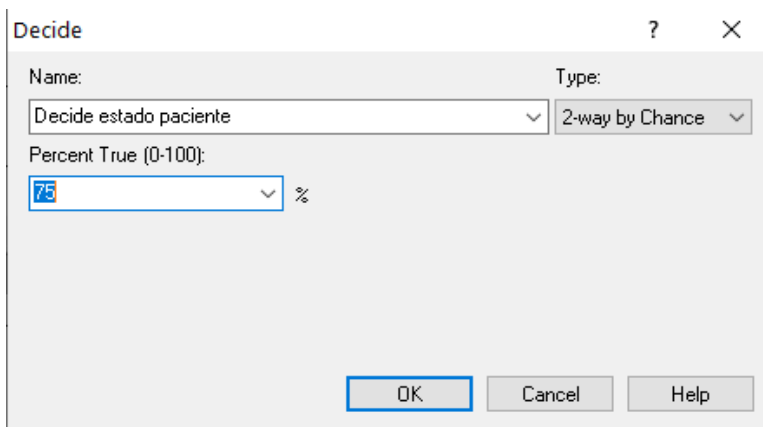 Decide ? ×
Name: Type:
Decide estado paciente 2-way by Chance
Percent True (0-100):
75 %
OK Cancel Help